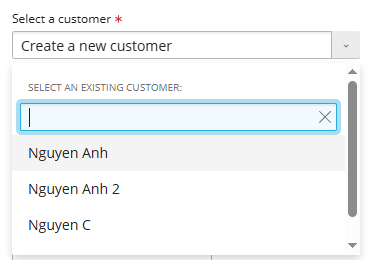 Select a customer *
Create a new customer
SELECT AN EXISTING CUSTOMER:
Nguyen Anh
Nguyen Anh 2
Nguyen C